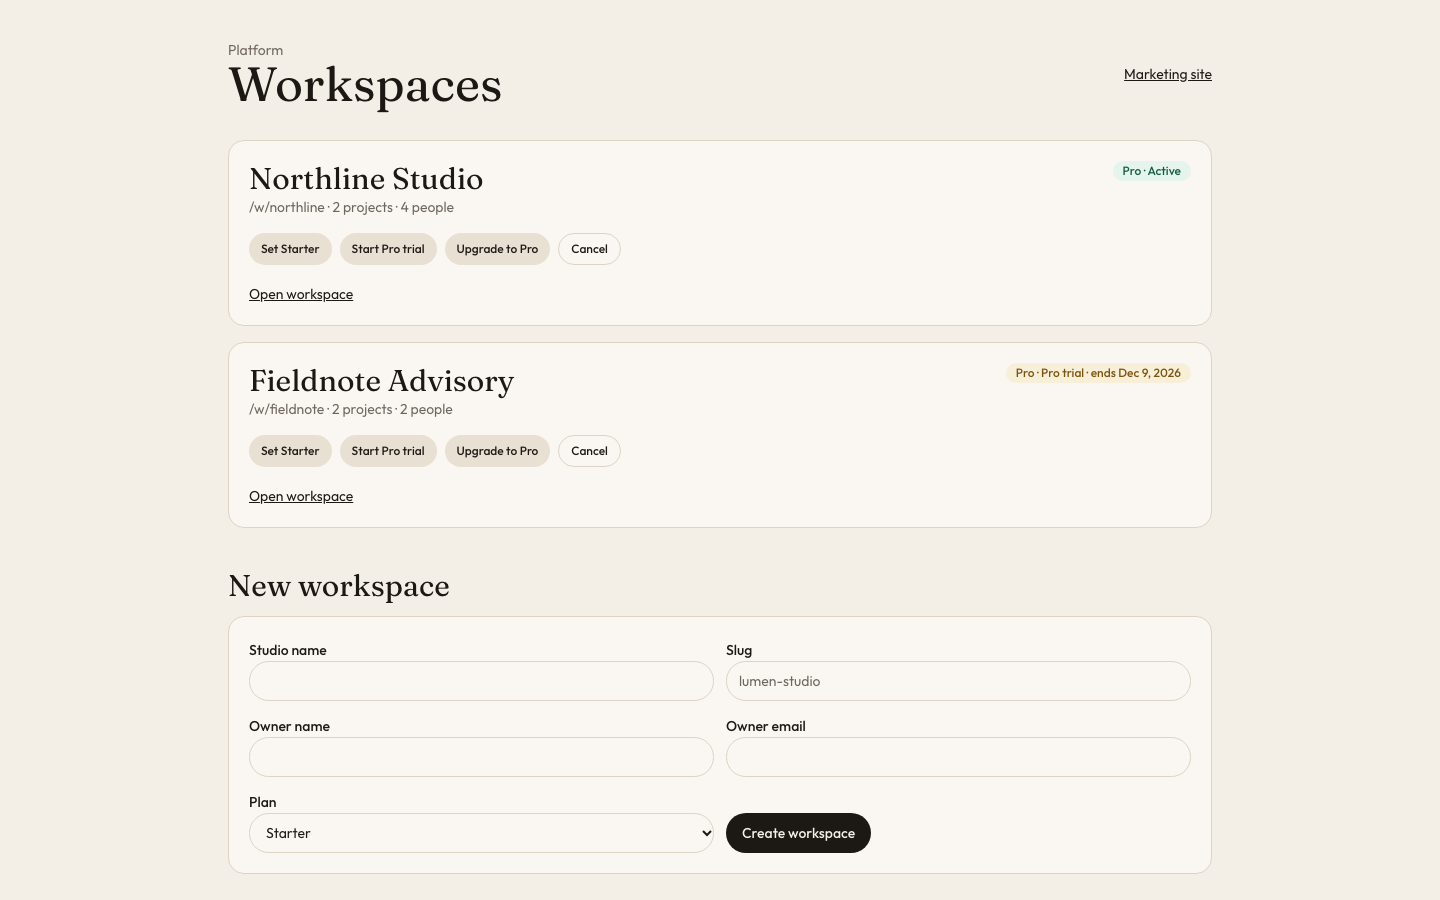 Platform
Workspaces
Marketing site
Northline Studio
Pro · Active
/w/northline · 2 projects · 4 people
Set Starter
Start Pro trial
Upgrade to Pro
Cancel
Open workspace
Fieldnote Advisory
Pro · Pro trial · ends Dec 9, 2026
/w/fieldnote · 2 projects · 2 people
Set Starter
Start Pro trial
Upgrade to Pro
Cancel
Open workspace
New workspace
Studio name
Slug
lumen-studio
Owner name
Owner email
Plan
Starter
Create workspace